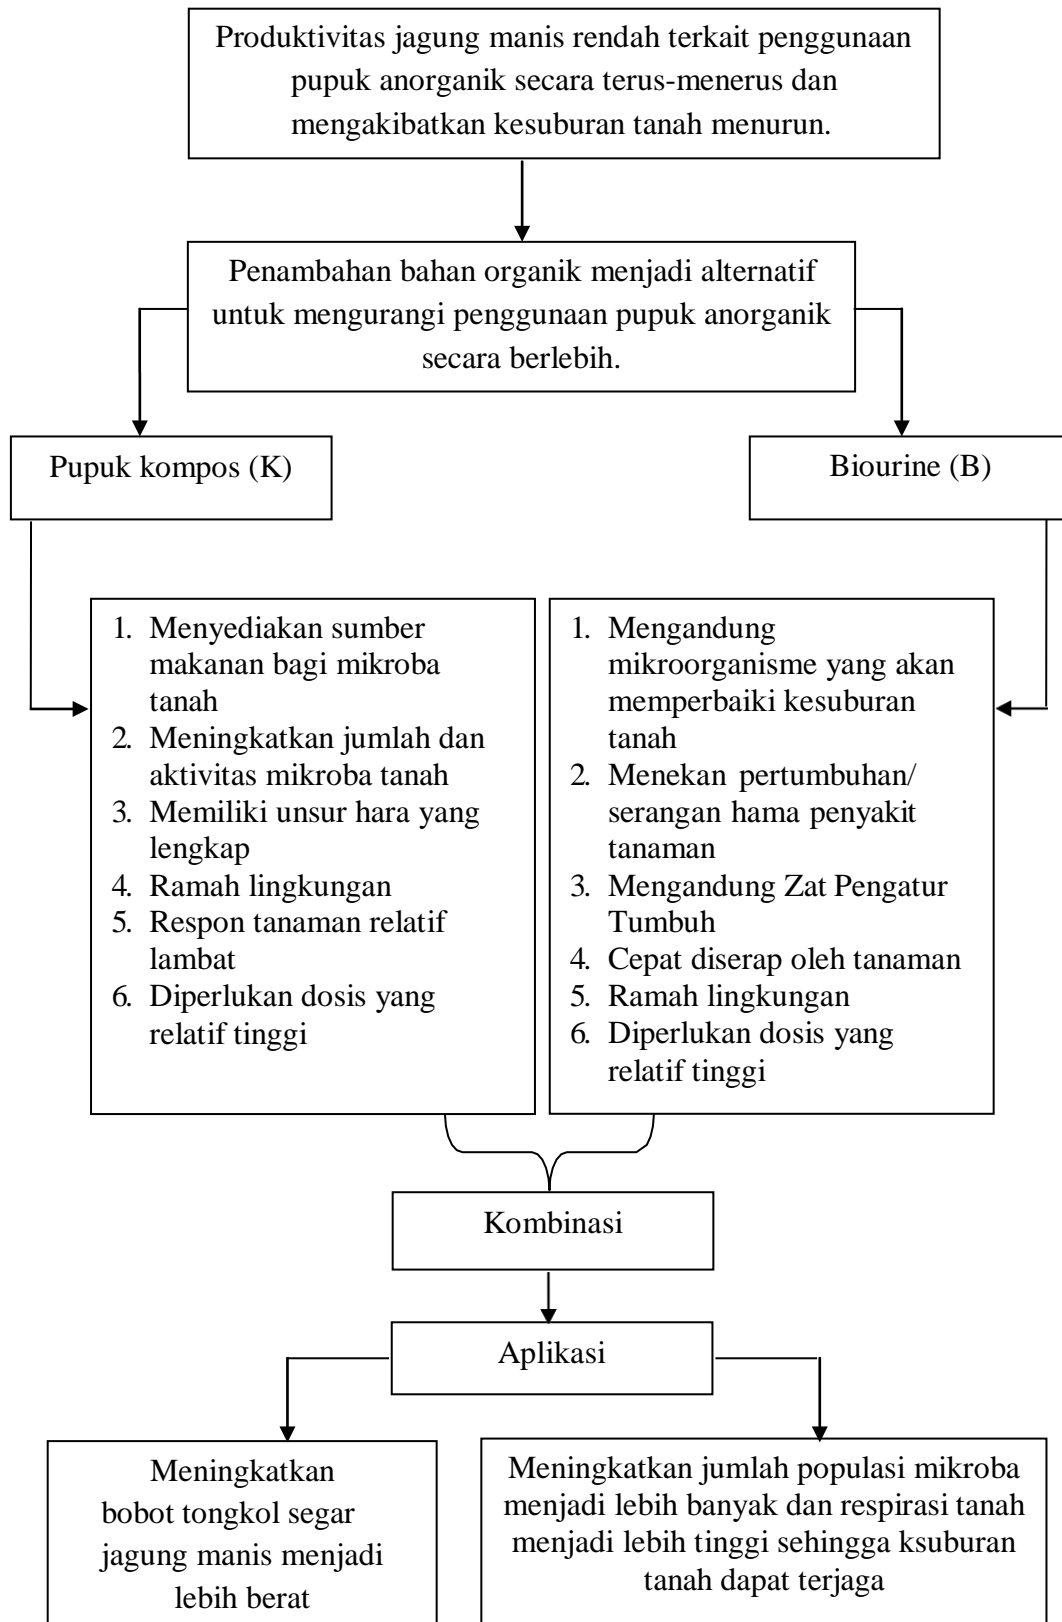 Produktivitas jagung manis rendah terkait penggunaan
pupuk anorganik secara terus-menerus dan
mengakibatkan kesuburan tanah menurun.
Penambahan bahan organik menjadi alternatif
untuk mengurangi penggunaan pupuk anorganik
secara berlebih.
Pupuk kompos (K)
Biourine (B)
1. Menyediakan sumber
makanan bagi mikroba
tanah
2. Meningkatkan jumlah dan
aktivitas mikroba tanah
3. Memiliki unsur hara yang
lengkap
4. Ramah lingkungan
5. Respon tanaman relatif
lambat
6. Diperlukan dosis yang
relatif tinggi
1. Mengandung
mikroorganisme yang akan
memperbaiki kesuburan
tanah
2. Menekan pertumbuhan/
serangan hama penyakit
tanaman
3. Mengandung Zat Pengatur
Tumbuh
4. Cepat diserap oleh tanaman
5. Ramah lingkungan
6. Diperlukan dosis yang
relatif tinggi
Kombinasi
Aplikasi
Meningkatkan
bobot tongkol segar
jagung manis menjadi
lebih berat
Meningkatkan jumlah populasi mikroba
menjadi lebih banyak dan respirasi tanah
menjadi lebih tinggi sehingga ksuburan
tanah dapat terjaga